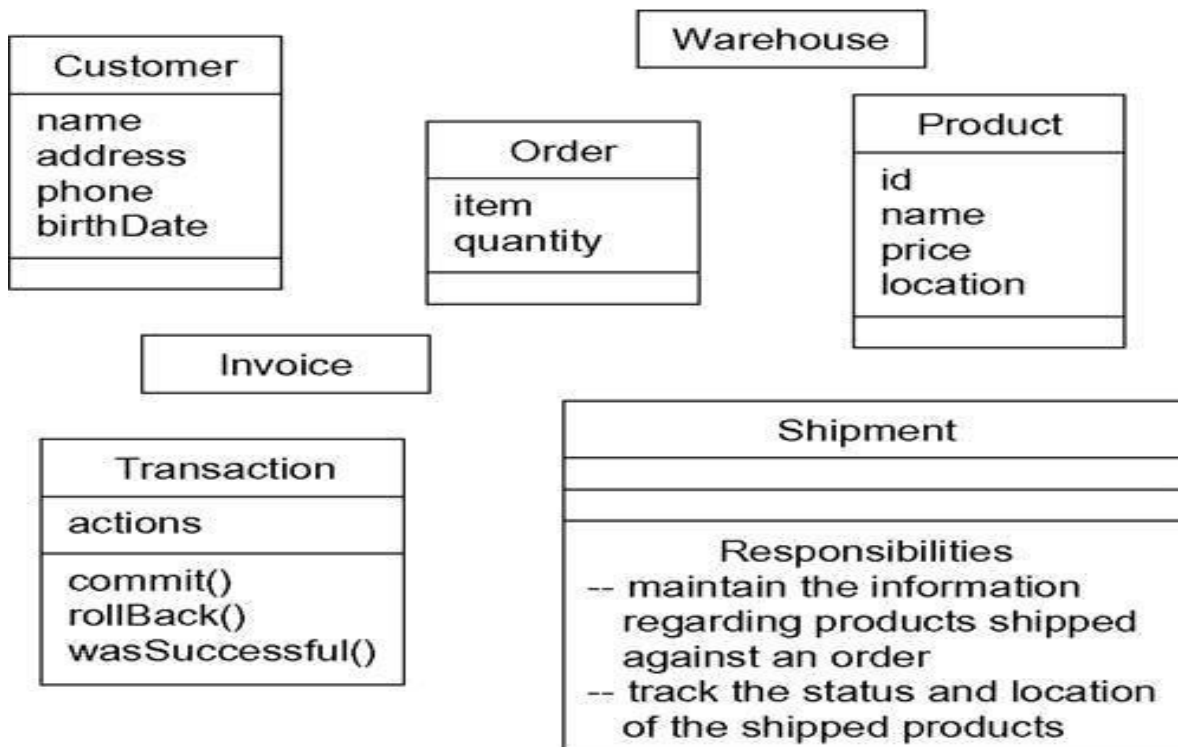 Customer
name
address
phone
birthDate
Warehouse
Order
item
quantity
Product
id
name
price
location
Invoice
Transaction
actions
commit()
rollBack()
wasSuccessful()
Shipment
Responsibilities
-- maintain the information
regarding products shipped
against an order
-- track the status and location
of the shipped products